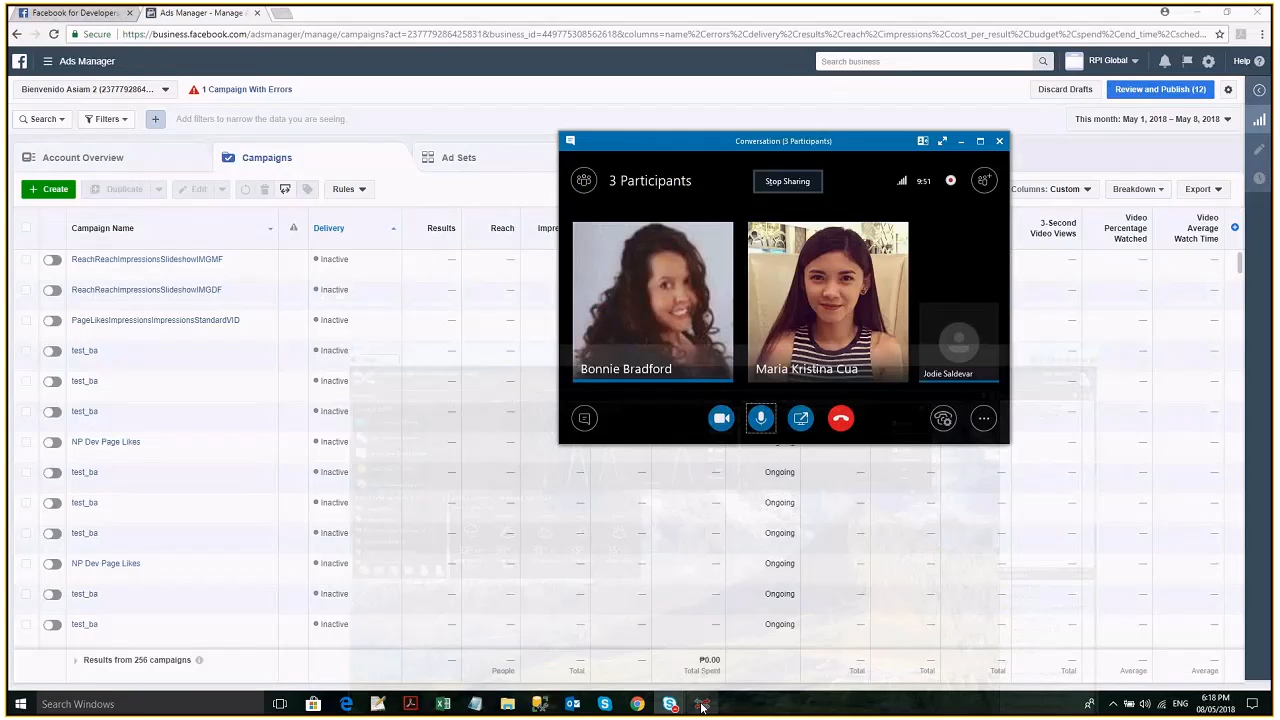 Facebook for Developers
Ads Manager - Manage A
Secure
https://business.facebook.com/adsmanager/manage/campaigns?act=237779286425831&business_id=449775308562618&columns=name%2Cerrors%2Cdelivery%2Cresults%2Creach%2Cimpressions%2Ccost_per_result%2Cbudget%2Cspend%2Cend_time%2Csched...
Ads Manager
Search business
RPI Global
Help
Bienvenido Asiam 2 (2377792864...
1 Campaign With Errors
Discard Drafts
Review and Publish (12)
Search
Filters
Add filters to narrow the data you are seeing.
This month: May 1, 2018 – May 8, 2018
Account Overview
Campaigns
Ad Sets
Create
Duplicate
Edit
Rules
Columns: Custom
Breakdown
Export
Campaign Name
Delivery
Results
Reach
Impre
3-Second Video Views
Video Percentage Watched
Video Average Watch Time
ReachReachImpressionsSlideshowIMGMF
Inactive
ReachReachImpressionsSlideshowIMGDF
Inactive
PageLikesImpressionsImpressionsStandardVID
Inactive
test_ba
Inactive
test_ba
Inactive
test_ba
Inactive
NP Dev Page Likes
Inactive
test_ba
Inactive
Ongoing
test_ba
Inactive
Ongoing
test_ba
Inactive
Ongoing
NP Dev Page Likes
Inactive
Ongoing
test_ba
Inactive
Ongoing
test_ba
Inactive
Ongoing
Results from 256 campaigns
₱0.00
People
Total
Total Spent
Total
Total
Total
Total
Average
Average
Conversation (3 Participants)
3 Participants
Stop Sharing
9:51
Bonnie Bradford
Maria Kristina Cua
Jodie Saldevar
Search Windows
ENG
6:18 PM
08/05/2018